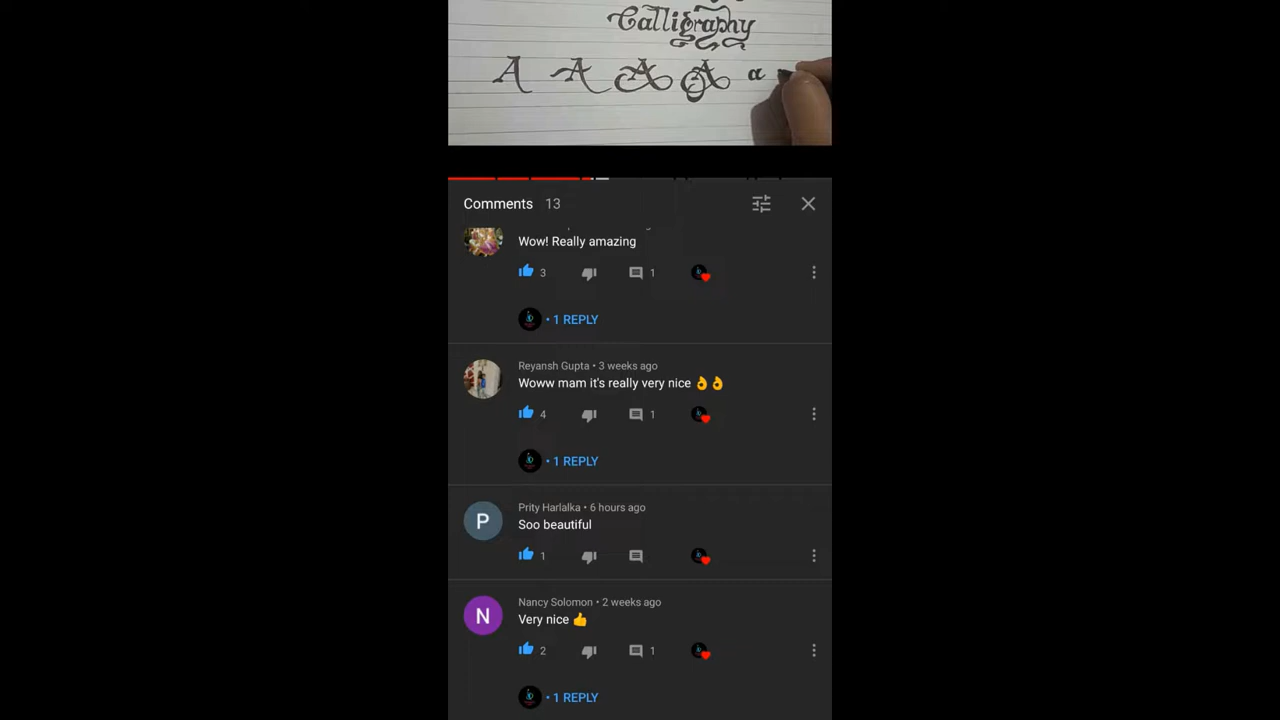 Calligraphy
A A A A a
Comments 13
Wow! Really amazing
3 1
• 1 REPLY
Reyansh Gupta • 3 weeks ago
Woww mam it's really very nice 👌👌
4 1
• 1 REPLY
P
Prity Harlalka • 6 hours ago
Soo beautiful
1
N
Nancy Solomon • 2 weeks ago
Very nice 👍
2 1
• 1 REPLY